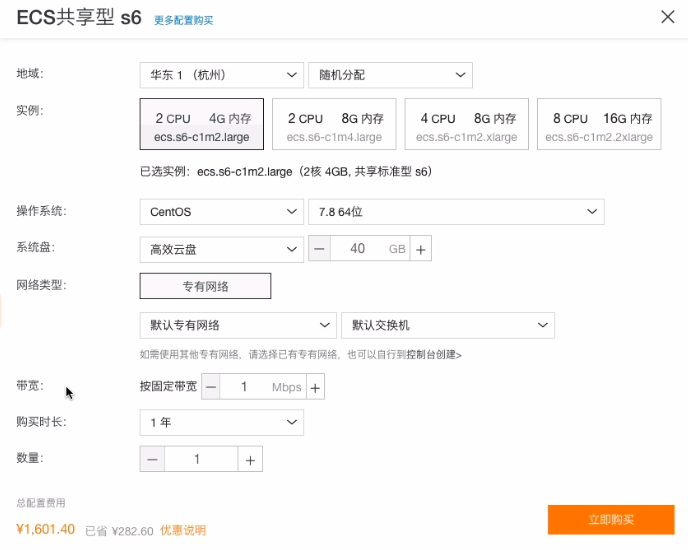 ECS共享型 s6 更多配置购买
地域： 华东 1 （杭州） 随机分配
实例： 2 CPU 4G 内存 2 CPU 8G 内存 4 CPU 8G 内存 8 CPU 16G 内存
ecs.s6-c1m2.large ecs.s6-c1m4.large ecs.s6-c1m2.xlarge ecs.s6-c1m2.2xlarge
已选实例：ecs.s6-c1m2.large（2核 4GB, 共享标准型 s6）
操作系统： CentOS 7.8 64位
系统盘： 高效云盘 40 GB
网络类型： 专有网络
默认专有网络 默认交换机
如需使用其他专有网络，请选择已有专有网络，也可以自行到控制台创建>
带宽： 按固定带宽 1 Mbps
购买时长： 1 年
数量： 1
总配置费用
¥1,601.40 已省 ¥282.60 优惠说明
立即购买